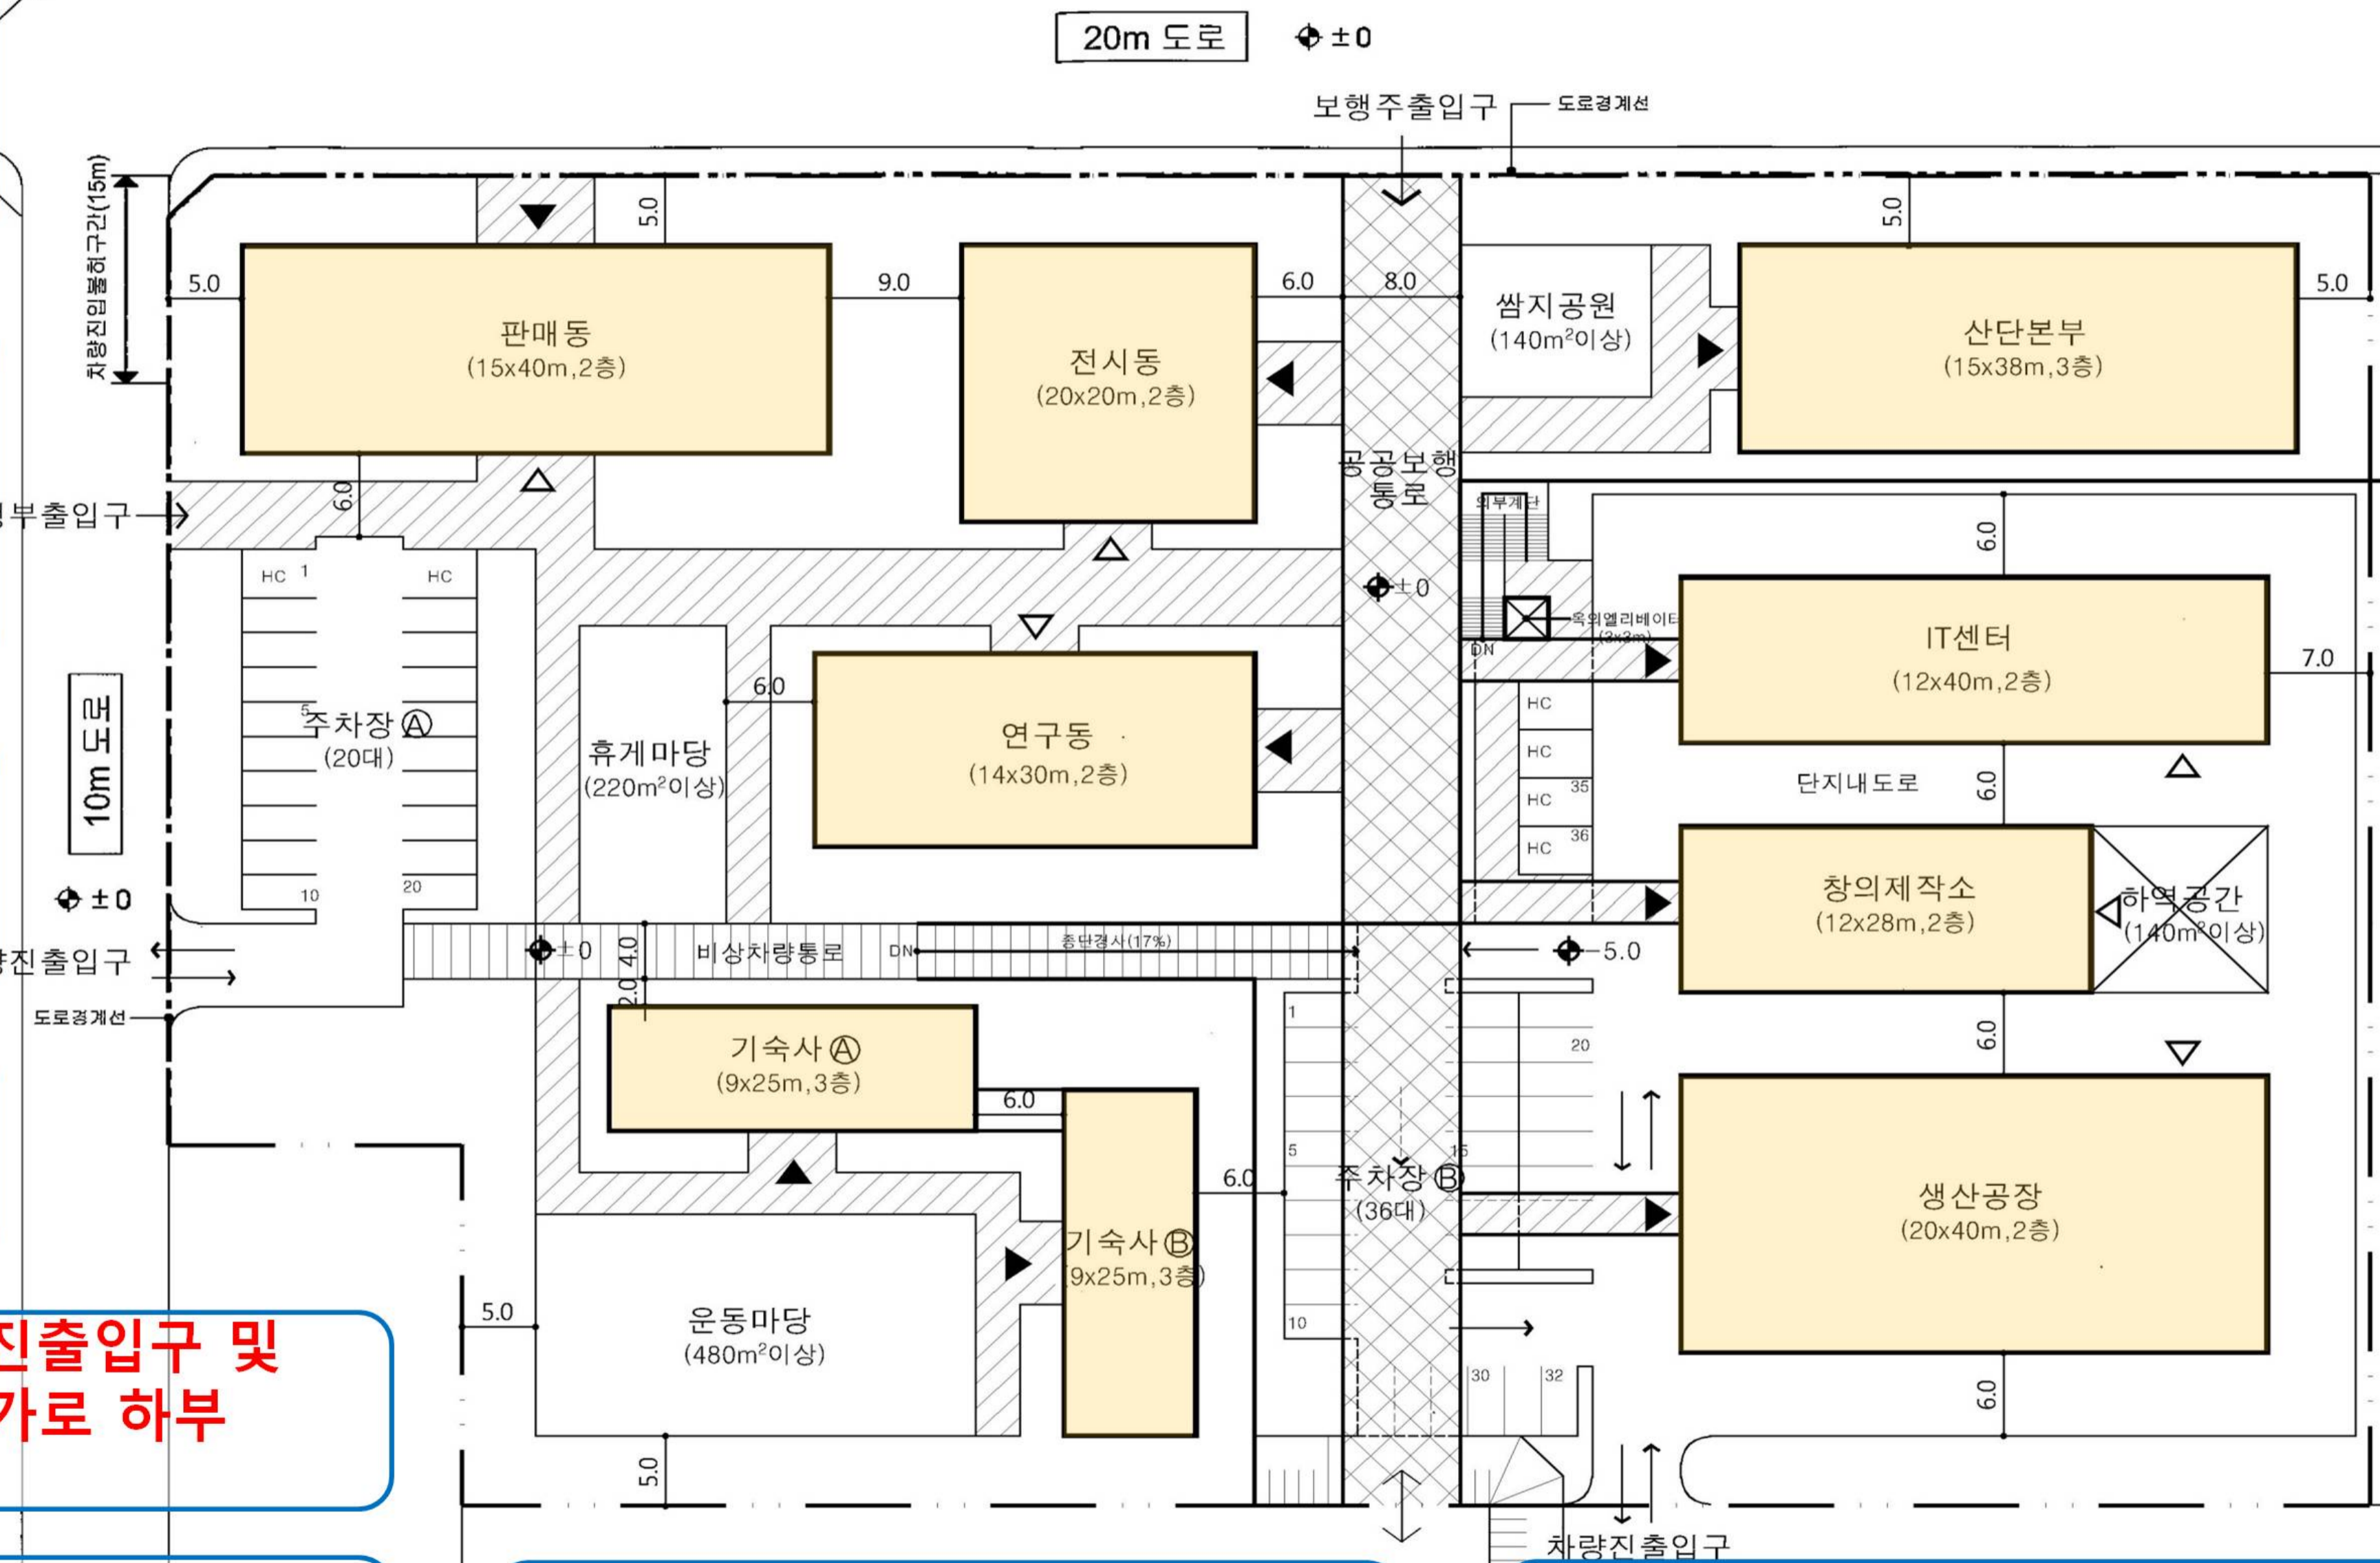 20m 도로
±0
보행주출입구
도로경계선
차량진입불허구간(15m)
5.0
5.0
5.0
9.0
6.0
8.0
5.0
판매동
(15x40m,2층)
전시동
(20x20m,2층)
쌈지공원
(140m²이상)
산단본부
(15x38m,3층)
공공보행
통로
부출입구
6.0
외부계단
6.0
HC
1
HC
±0
옥외엘리베이터
(3x3m)
DN
IT센터
(12x40m,2층)
7.0
10m 도로
5
주차장Ⓐ
(20대)
6.0
휴게마당
(220m²이상)
연구동
(14x30m,2층)
HC
HC
HC
35
HC
36
단지내도로
6.0
10
20
±0
창의제작소
(12x28m,2층)
하역공간
(140m²이상)
진출입구
±0
4.0
비상차량통로
DN
종단경사(17%)
-5.0
도로경계선
2.0
기숙사Ⓐ
(9x25m,3층)
6.0
1
20
6.0
5
15
6.0
주차장Ⓑ
(36대)
생산공장
(20x40m,2층)
기숙사Ⓑ
(9x25m,3층)
운동마당
(480m²이상)
5.0
10
30
32
6.0
5.0
진출입구 및
가로 하부
차량진출입구